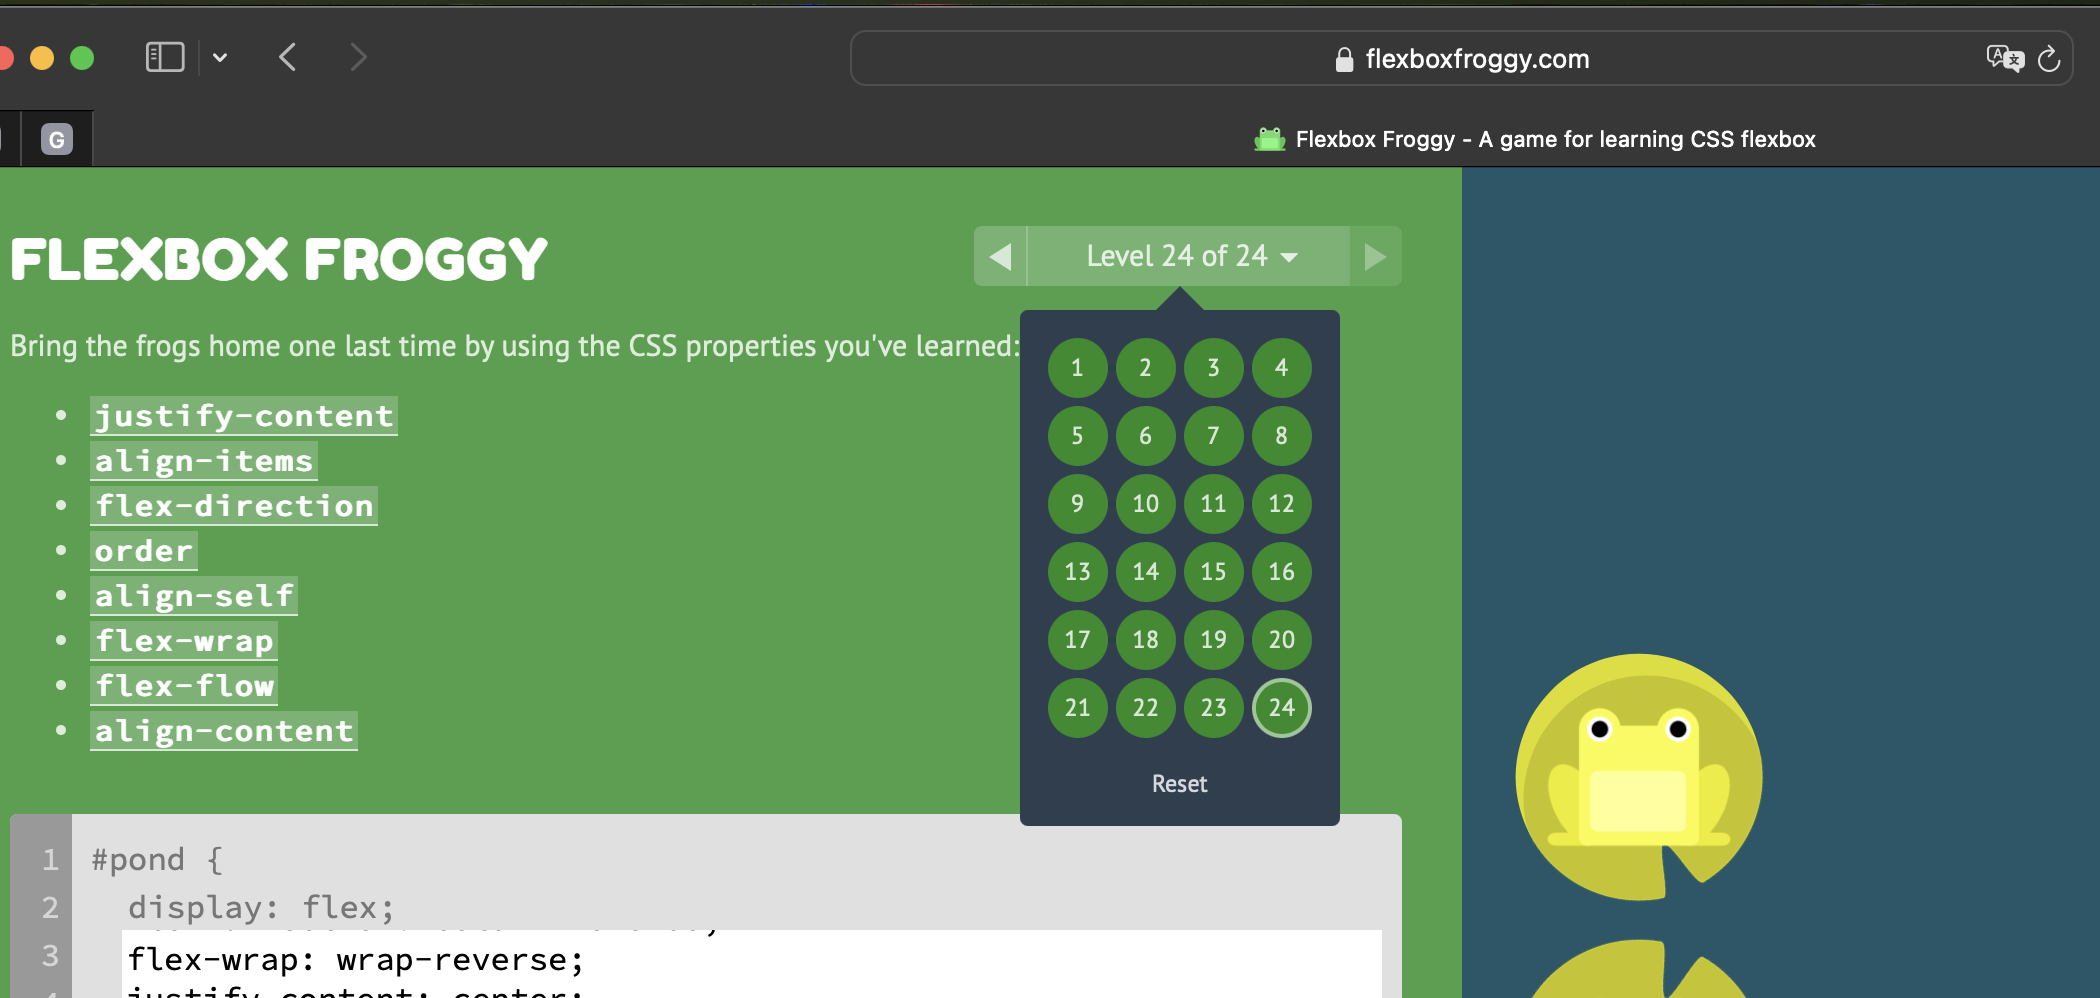 flexboxfroggy.com
G
Flexbox Froggy - A game for learning CSS flexbox
FLEXBOX FROGGY
Level 24 of 24
Bring the frogs home one last time by using the CSS properties you've learned:
justify-content
align-items
flex-direction
order
align-self
flex-wrap
flex-flow
align-content
1 2 3 4
5 6 7 8
9 10 11 12
13 14 15 16
17 18 19 20
21 22 23 24
Reset
1 #pond {
2 display: flex;
3 flex-wrap: wrap-reverse;
4 justify-content: center;